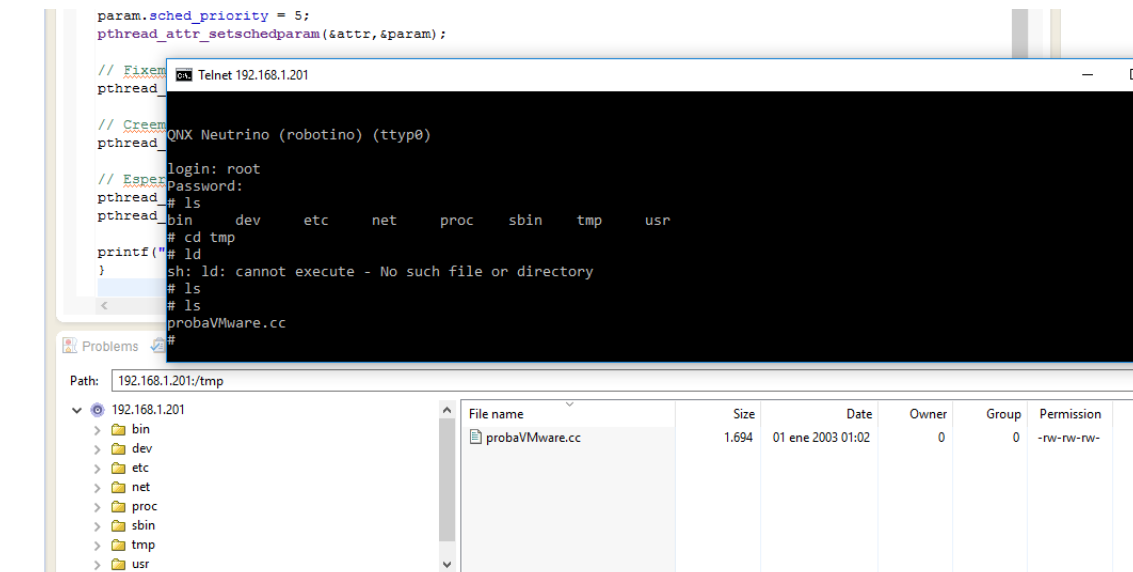 param.sched_priority = 5;
pthread_attr_setschedparam(&attr,&param);
// Fixem
pthread_
// Creem
pthread_
// Esper
pthread_
pthread_
printf("
}
Telnet 192.168.1.201
QNX Neutrino (robotino) (ttyp0)
login: root
Password:
# ls
bin dev etc net proc sbin tmp usr
# cd tmp
# ld
sh: ld: cannot execute - No such file or directory
# ls
# ls
probaVMware.cc
#
Problems
Path: 192.168.1.201:/tmp
192.168.1.201
bin
dev
etc
net
proc
sbin
tmp
usr
File name Size Date Owner Group Permission
probaVMware.cc 1.694 01 ene 2003 01:02 0 0 -rw-rw-rw-